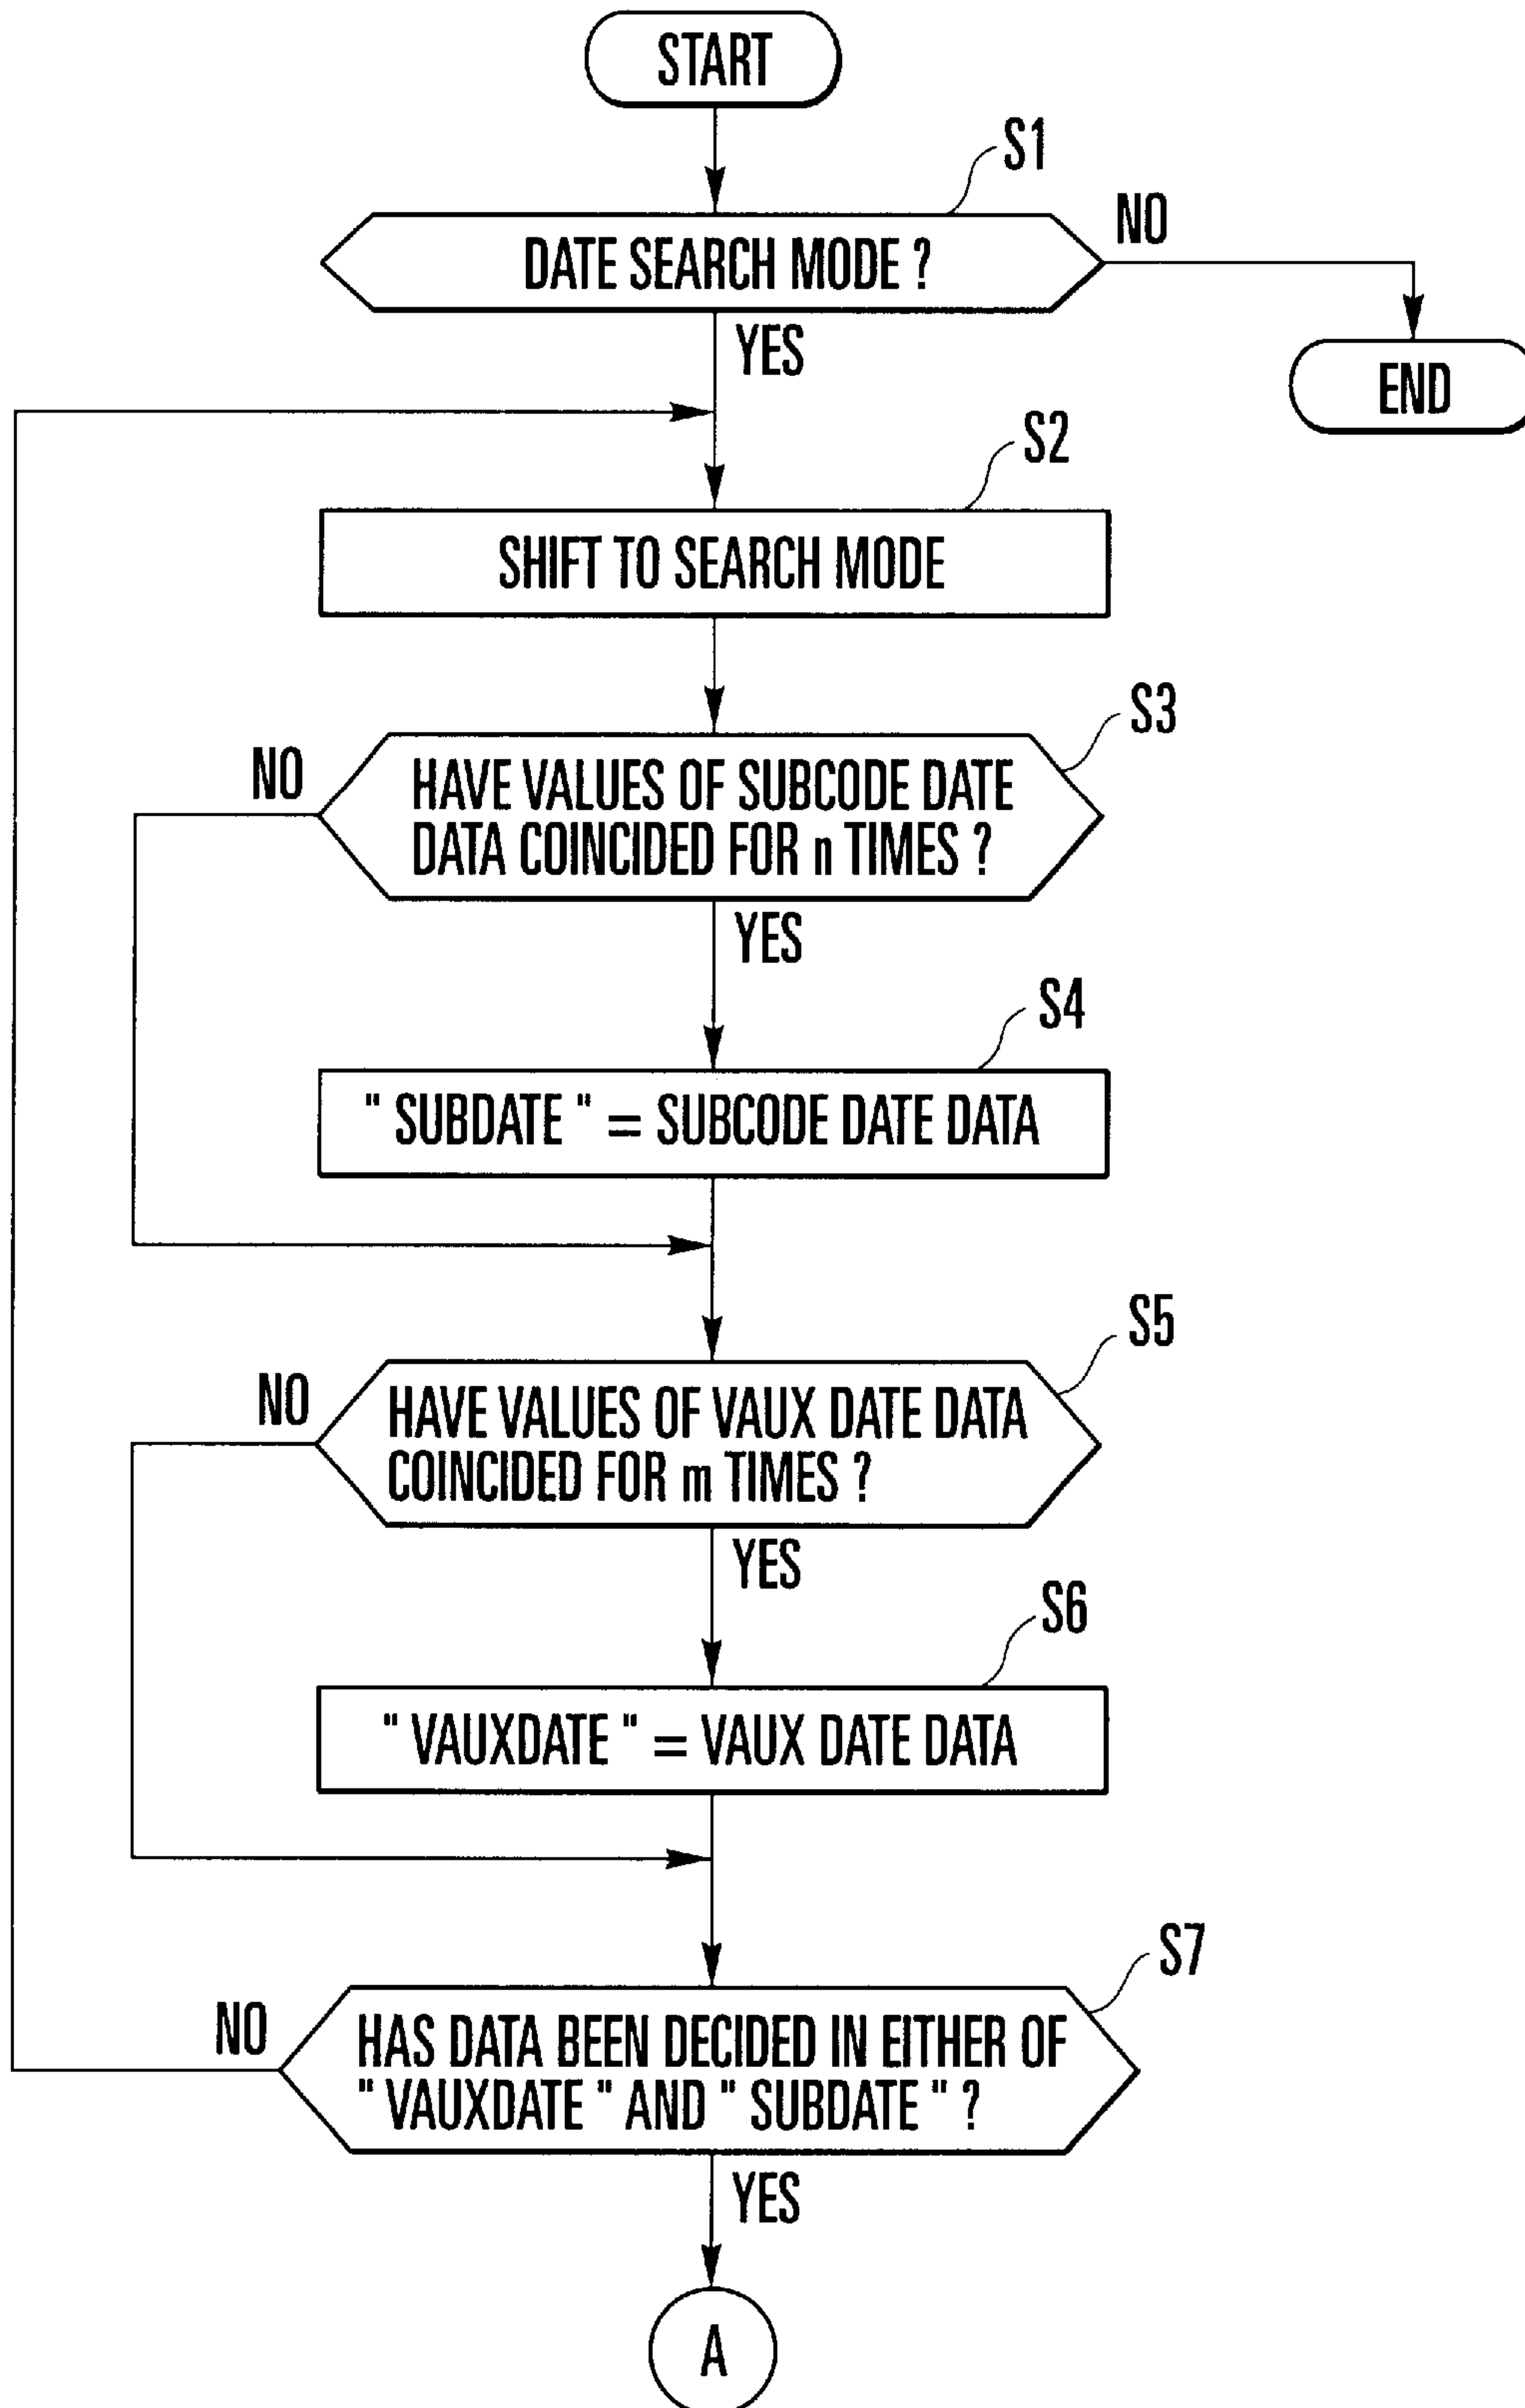 START
S1
DATE SEARCH MODE ?
NO
YES
END
S2
SHIFT TO SEARCH MODE
S3
NO
HAVE VALUES OF SUBCODE DATE
DATA COINCIDED FOR n TIMES ?
YES
S4
" SUBDATE " = SUBCODE DATE DATA
S5
NO
HAVE VALUES OF VAUX DATE DATA
COINCIDED FOR m TIMES ?
YES
S6
" VAUXDATE " = VAUX DATE DATA
S7
NO
HAS DATA BEEN DECIDED IN EITHER OF
" VAUXDATE " AND " SUBDATE " ?
YES
A